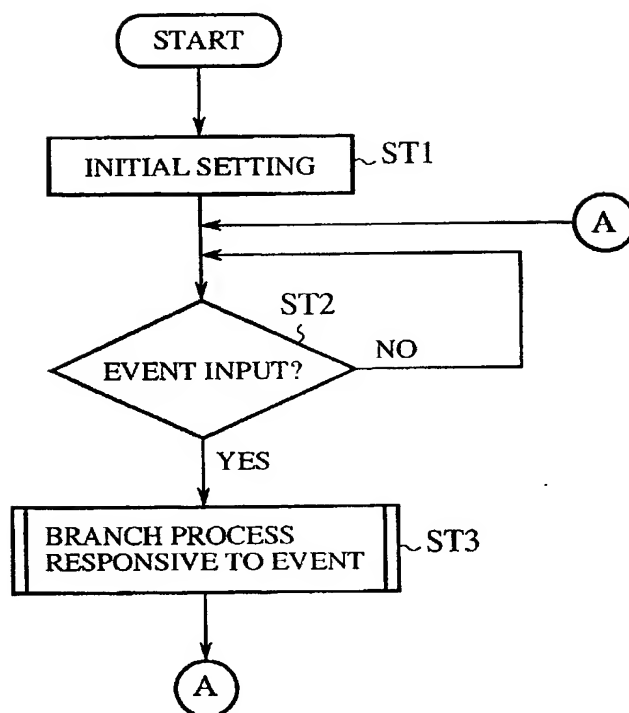 START
INITIAL SETTING
ST1
A
ST2
EVENT INPUT?
NO
YES
BRANCH PROCESS
RESPONSIVE TO EVENT
ST3
A